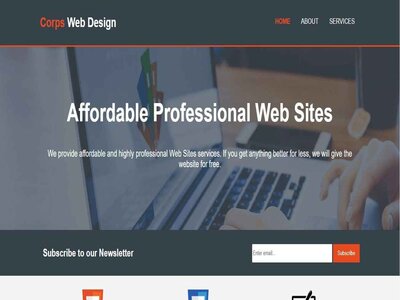 Corps Web Design
HOME ABOUT SERVICES
Affordable Professional Web Sites
We provide affordable and highly professional Web Sites services. If you get anything better for less, we will give the
website for free.
Subscribe to our Newsletter
Enter email...
Subscribe